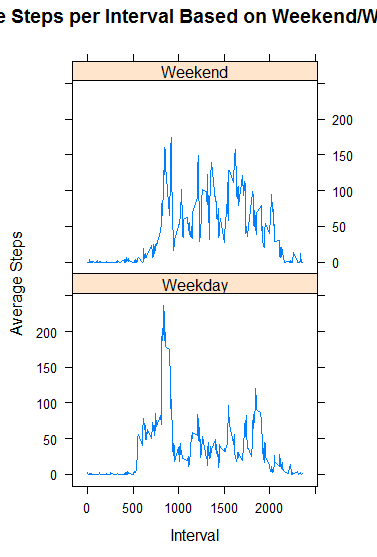 Steps per Interval Based on Weekend/W
Weekend
200
150
100
50
0
Average Steps
Weekday
200
150
100
50
0
0 500 1000 1500 2000
Interval